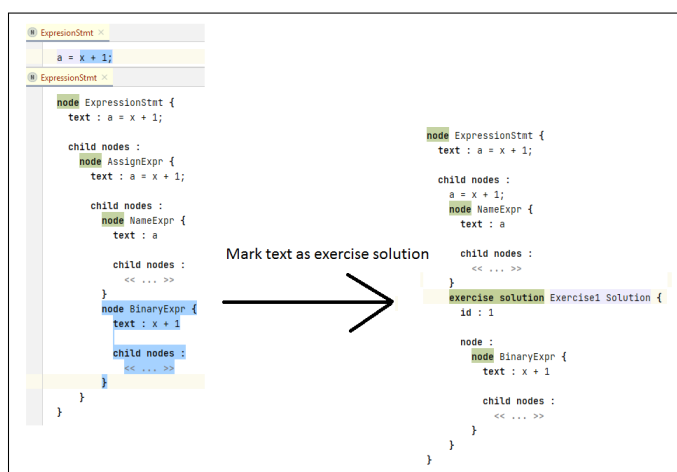 ExpresionStmt
a = x + 1;
ExpressionStmt
node ExpressionStmt {
text : a = x + 1;
child nodes :
node AssignExpr {
text : a = x + 1;
child nodes :
node NameExpr {
text : a
child nodes :
<< ... >>
}
node BinaryExpr {
text : x + 1
child nodes :
<< ... >>
}
}
}
Mark text as exercise solution
node ExpressionStmt {
text : a = x + 1;
child nodes :
a = x + 1;
node NameExpr {
text : a
child nodes :
<< ... >>
}
exercise solution Exercise1 Solution {
id : 1
node :
node BinaryExpr {
text : x + 1
child nodes :
<< ... >>
}
}
}